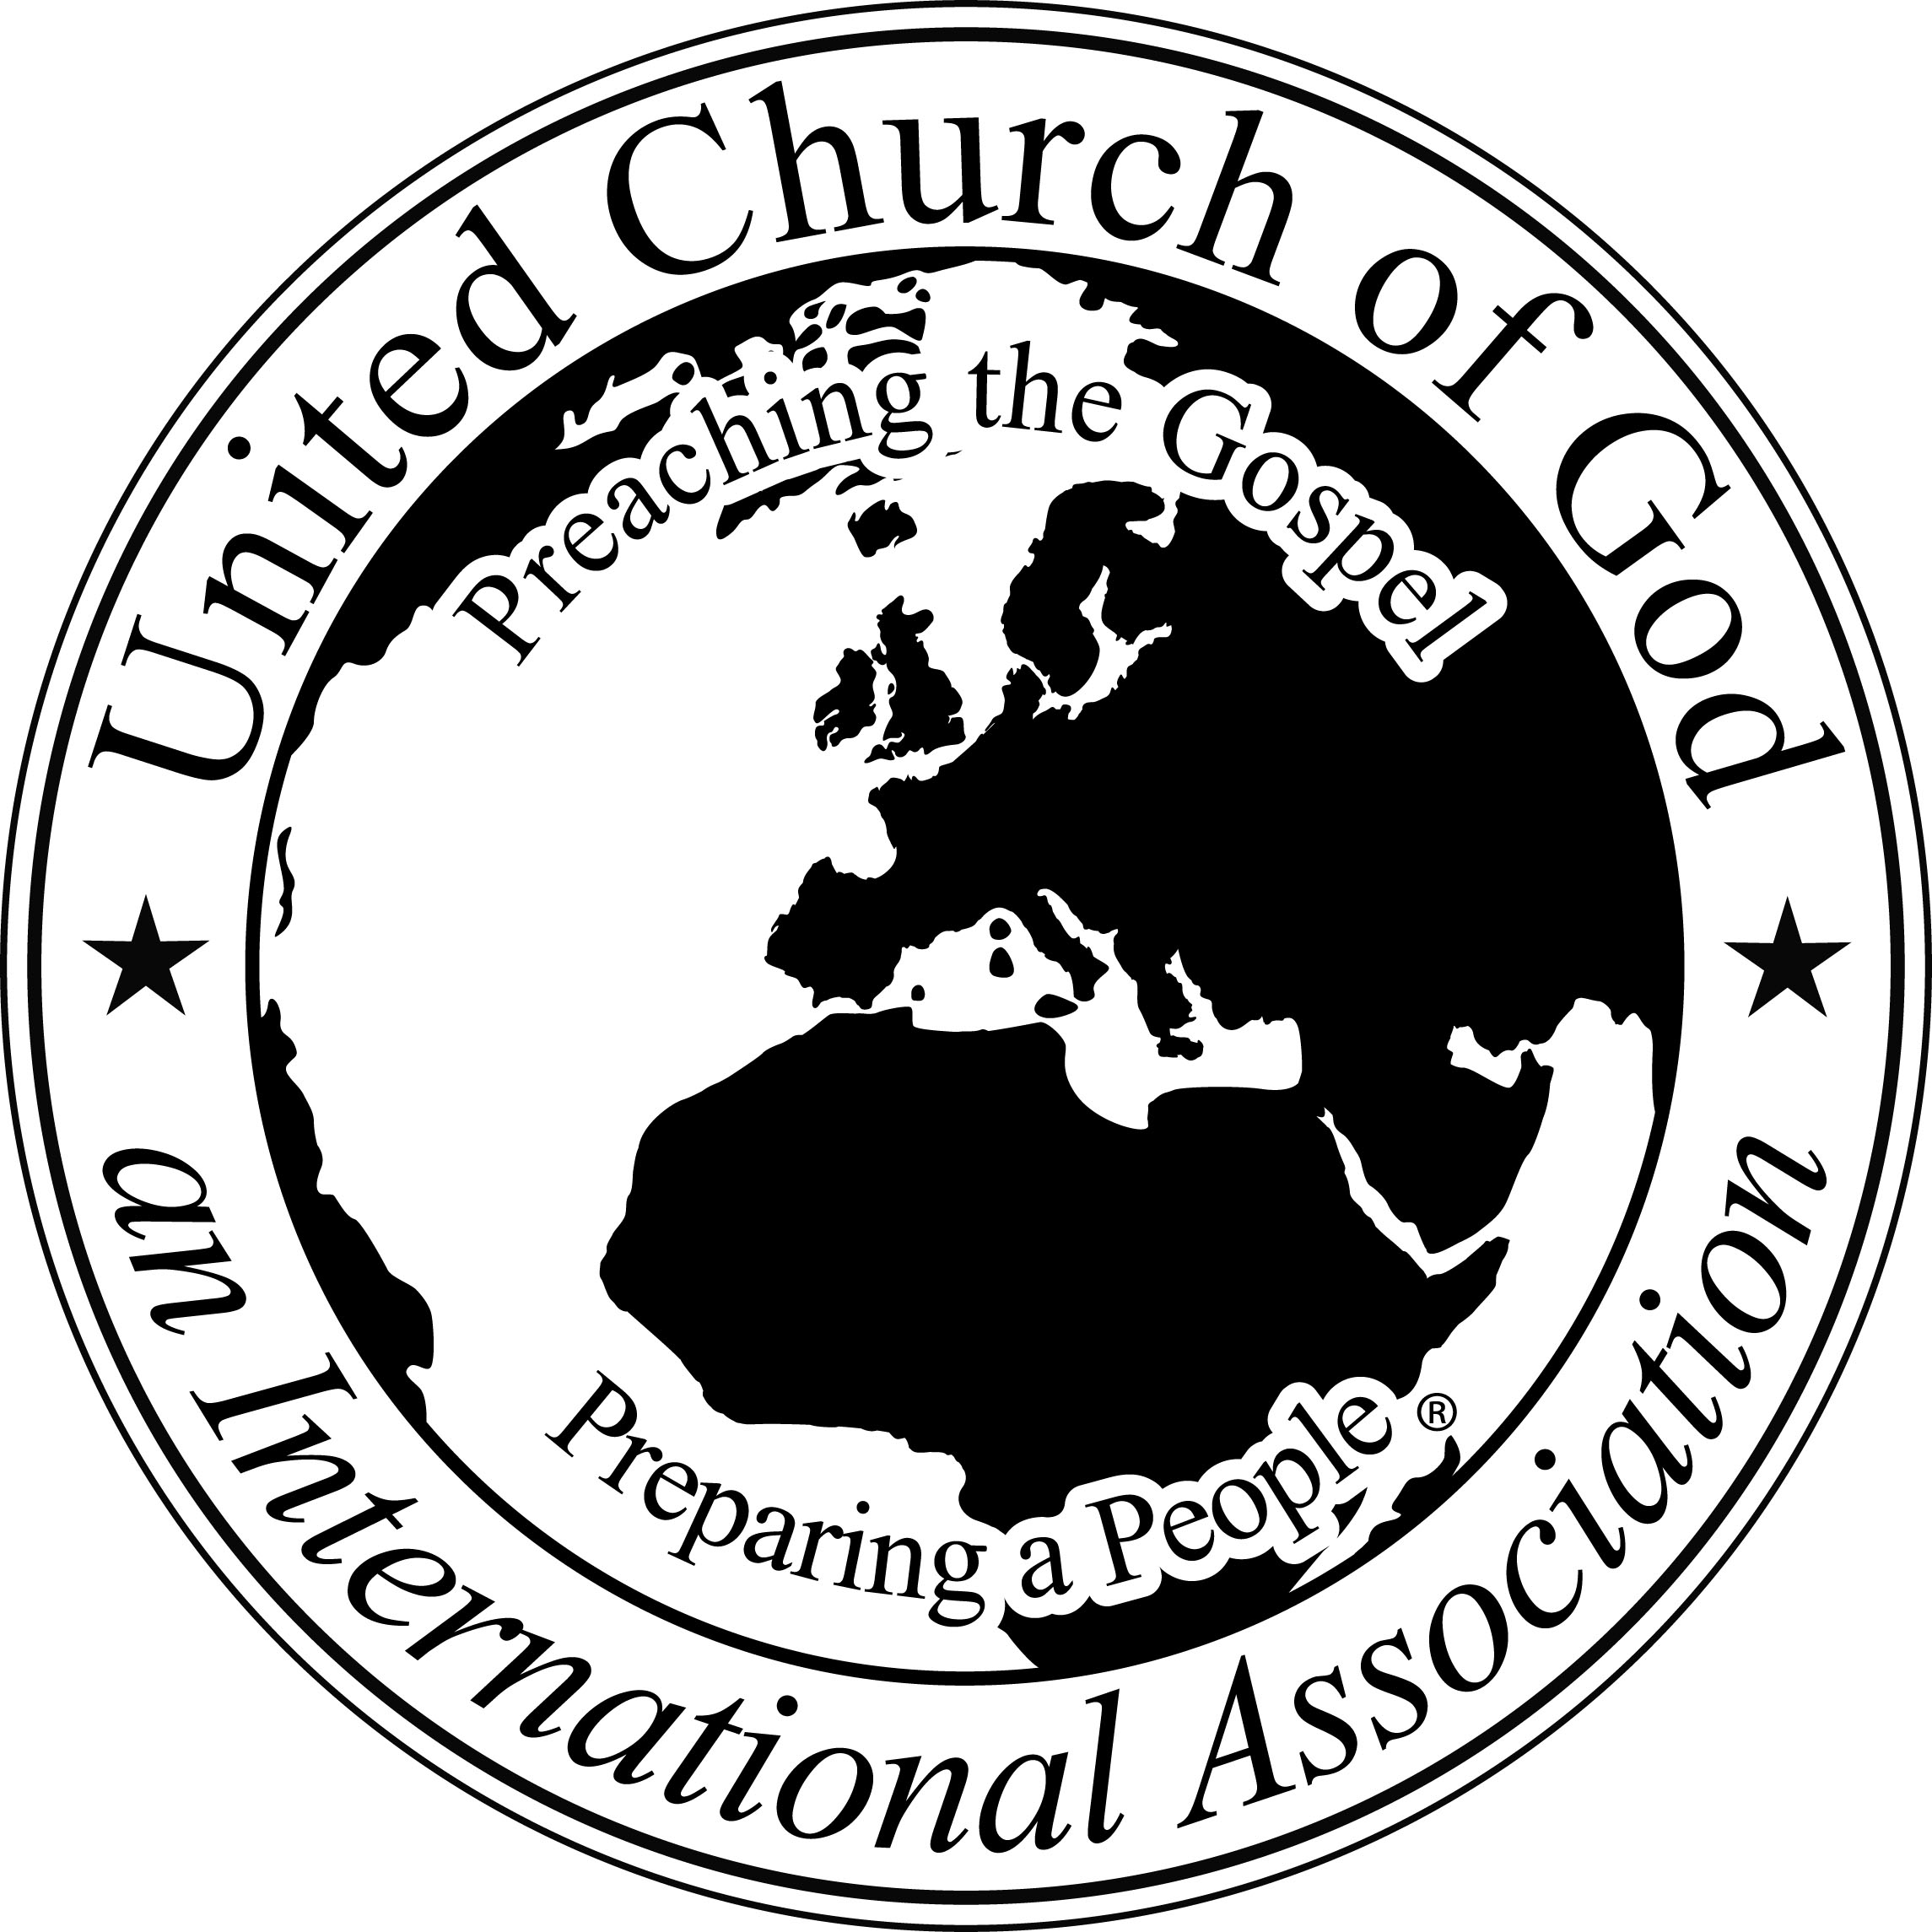 United Church of God
Preaching the Gospel
Preparing a People®
an International Association